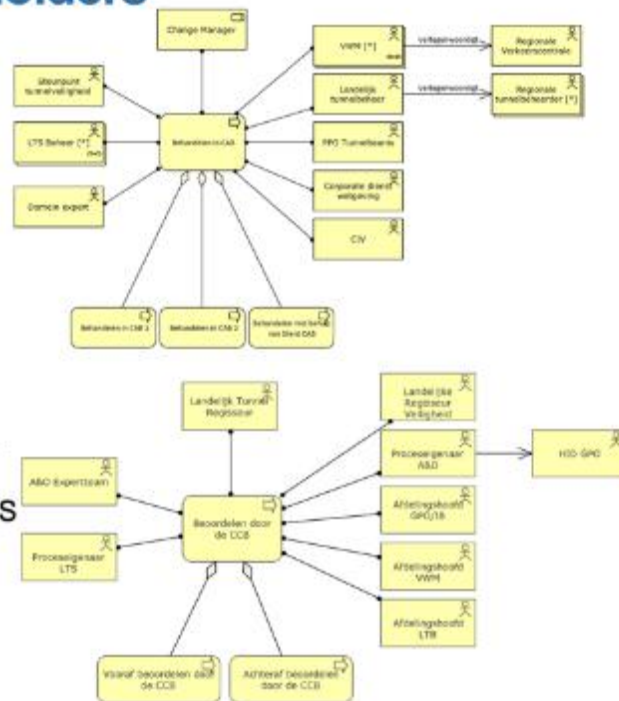 Change Manager
VWM [*]
vertegenwoordigt
Regionale
Verkeerscentrale
Steunpunt
tunnelveiligheid
Landelijk
tunnelbeheer
vertegenwoordigt
Regionale
tunnelbeheerder [*]
LTS Beheer [*]
Behandelen in CAB
PPO Tunnelteams
Domein expert
Corporate dienst
wetgeving
CIV
Behandelen in CAB 1
Behandelen in CAB 2
Landelijk Tunnel
Regisseur
Landelijke
Regisseur
Veiligheid
Proceseigenaar
A&O
HID GPO
A&O Expertteam
Beoordelen door
de CCB
Afdelingshoofd
GPO/IB
S
Proceseigenaar
LTS
Afdelingshoofd
VWM
Afdelingshoofd
LTB
Vooraf beoordelen door
de CCB
Achteraf beoordelen
door de CCB